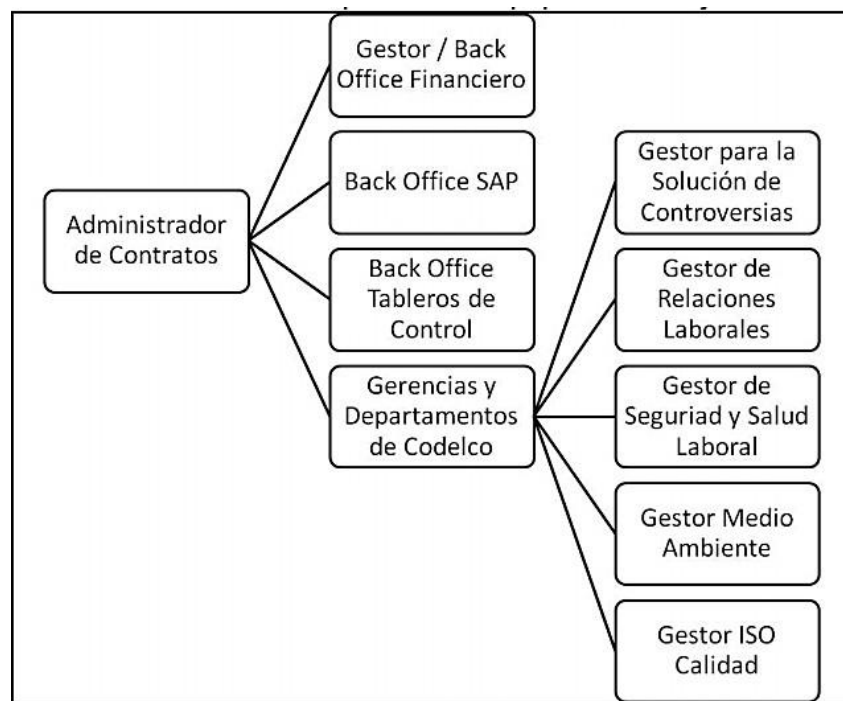 Gestor / Back
Office Financiero
Back Office SAP
Administrador
de Contratos
Back Office
Tableros de
Control
Gerencias y
Departamentos
de Codelco
Gestor para la
Solución de
Controversias
Gestor de
Relaciones
Laborales
Gestor de
Seguriad y Salud
Laboral
Gestor Medio
Ambiente
Gestor ISO
Calidad